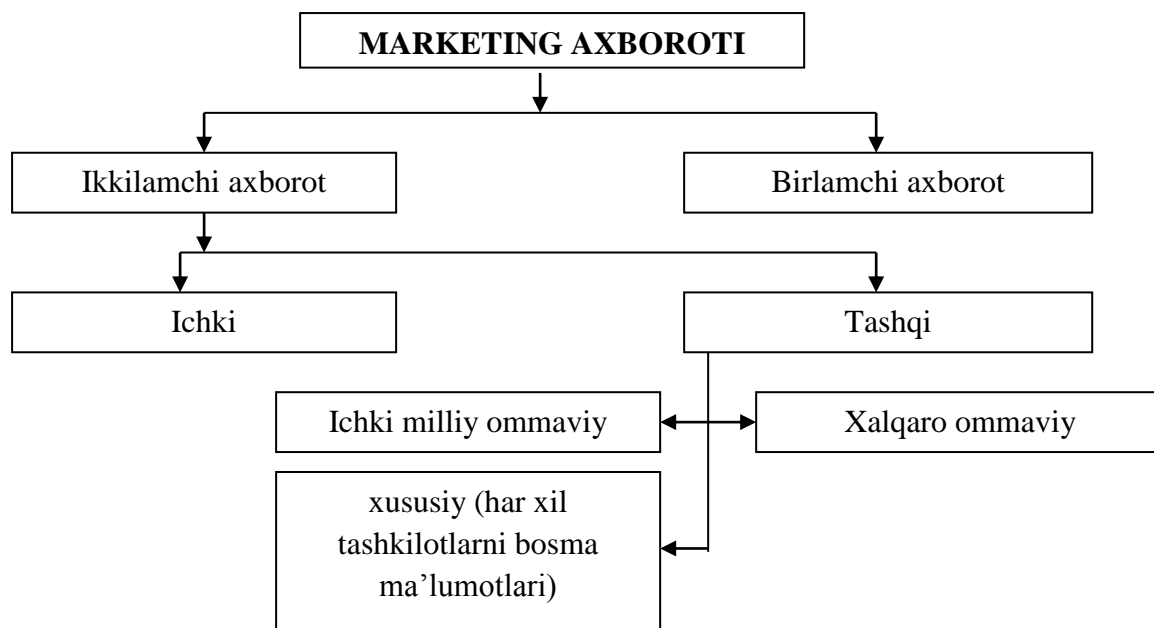 MARKETING AXBOROTI
Ikkilamchi axborot
Birlamchi axborot
Ichki
Tashqi
Ichki milliy ommaviy
Xalqaro ommaviy
xususiy (har xil
tashkilotlarni bosma
ma’lumotlari)